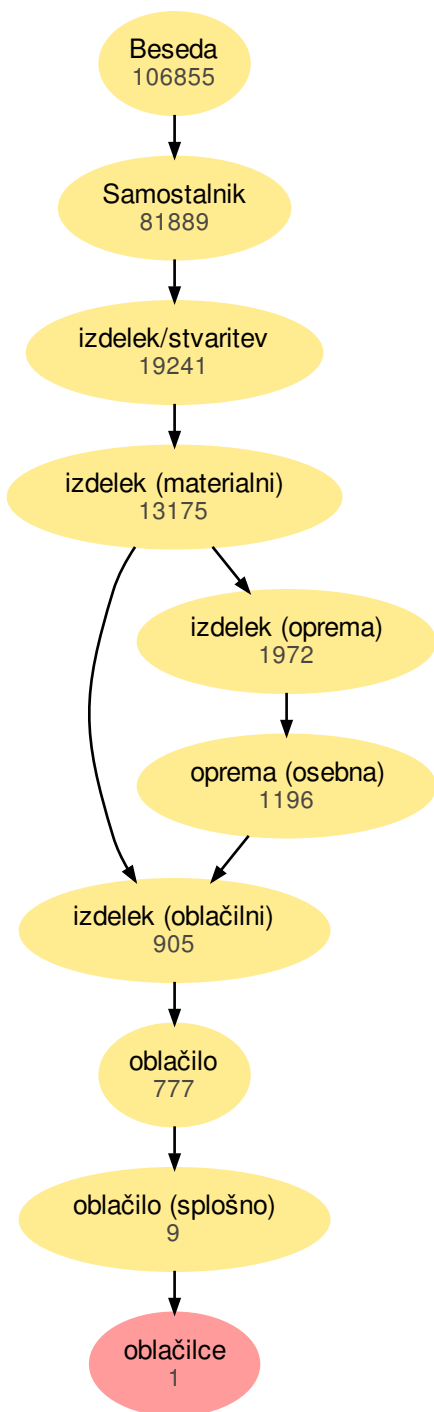 Beseda
106855
Samostalnik
81889
izdelek/stvaritev
19241
izdelek (materialni)
13175
izdelek (oprema)
1972
oprema (osebna)
1196
izdelek (oblačilni)
905
oblačilo
777
oblačilo (splošno)
9
oblačilce
1